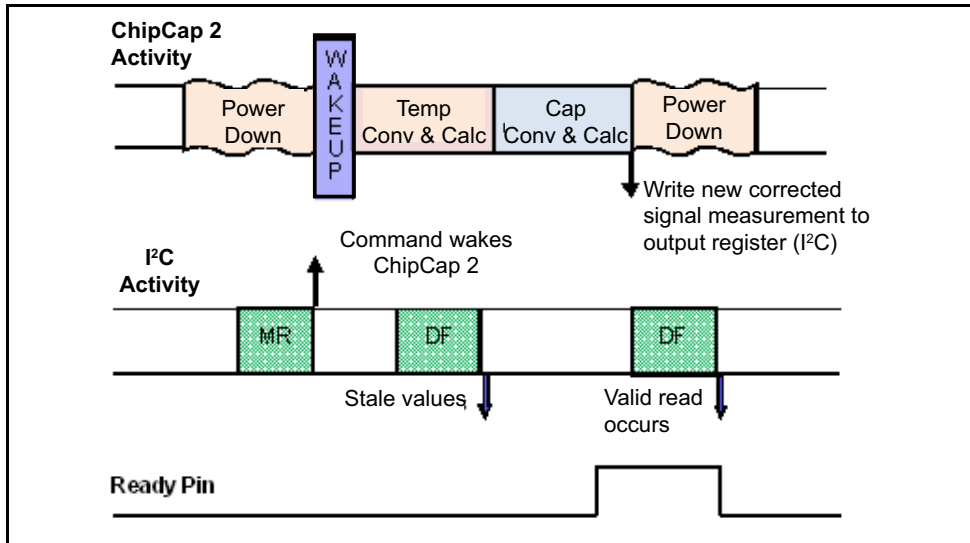 ChipCap 2
Activity
Power
Down
WAKEUP
Temp
Conv & Calc
Cap
Conv & Calc
Power
Down
Write new corrected
signal measurement to
output register (I²C)
Command wakes
ChipCap 2
I²C
Activity
MR
DF
DF
Stale values
Valid read
occurs
Ready Pin